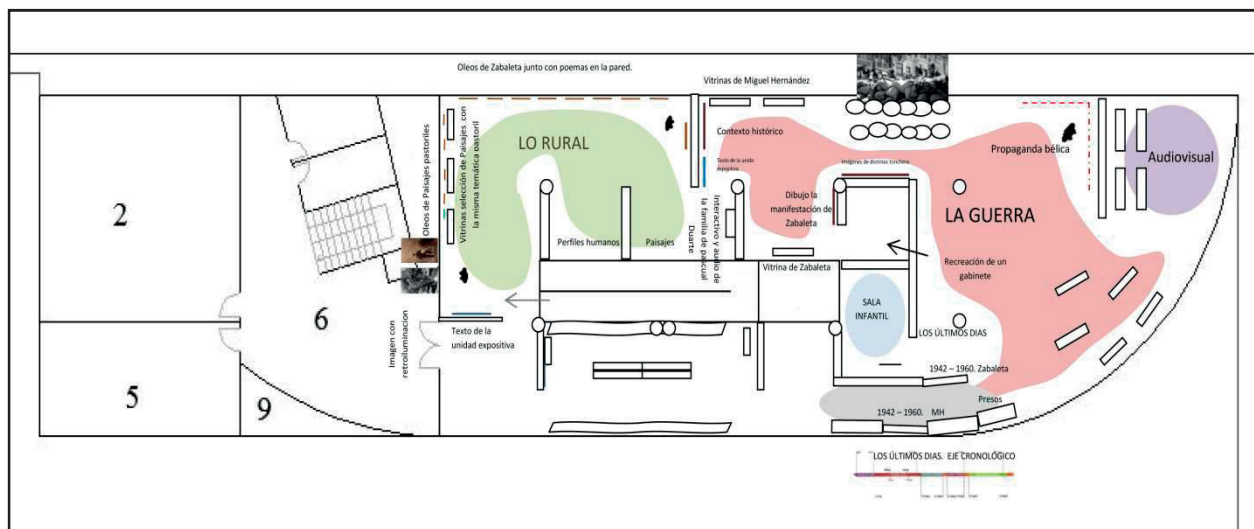 Oleos de Zabaleta junto con poemas en la pared.
Vitrinas de Miguel Hernández
2
6
5
9
Oleos de Paisajes pastoriles
Vitrinas selección de Paisajes con
la misma temática pastoril
LO RURAL
Perfiles humanos
Paisajes
Imagen con
retroiluminacion
Texto de la
unidad expositiva
Contexto histórico
Texto de la unidad
expositiva
Interactivo y audio de
la familia de pascual
Duarte
Dibujo la
manifestación de
Zabaleta
Imágenes de distintas trinchera
Vitrina de Zabaleta
Propaganda bélica
Audiovisual
LA GUERRA
Recreación de un
gabinete
SALA
INFANTIL
LOS ÚLTIMOS DIAS
1942 – 1960. Zabaleta
Presos
1942 – 1960. MH
LOS ÚLTIMOS DIAS. EJE CRONOLÓGICO